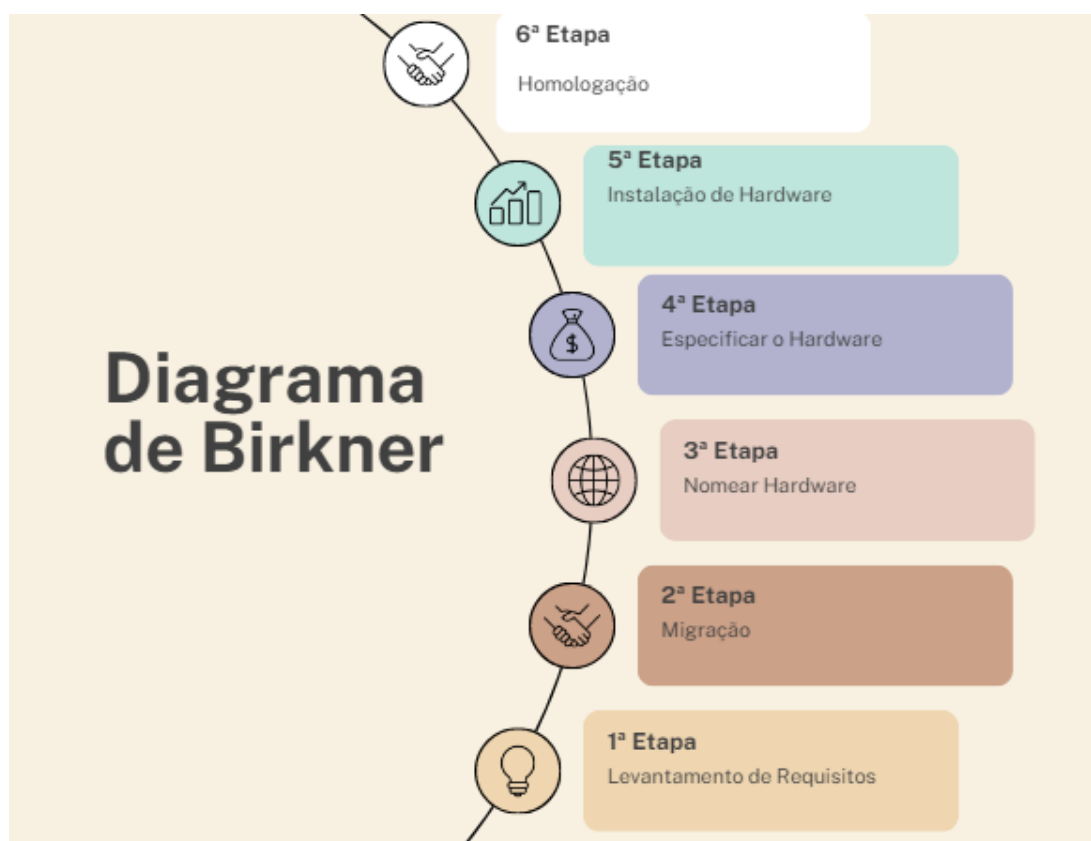 6ª Etapa
Homologação
5ª Etapa
Instalação de Hardware
4ª Etapa
Especificar o Hardware
Diagrama
de Birkner
3ª Etapa
Nomear Hardware
2ª Etapa
Migração
1ª Etapa
Levantamento de Requisitos